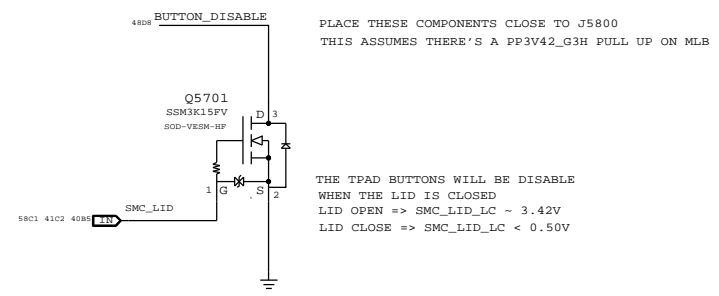 48D8 BUTTON_DISABLE
PLACE THESE COMPONENTS CLOSE TO J5800
THIS ASSUMES THERE'S A PP3V42_G3H PULL UP ON MLB
Q5701
SSM3K15FV
SOD-VESM-HF
D 3
1 G S 2
THE TPAD BUTTONS WILL BE DISABLE
WHEN THE LID IS CLOSED
LID OPEN => SMC_LID_LC ~ 3.42V
LID CLOSE => SMC_LID_LC < 0.50V
SMC_LID
58C1 41C2 40B5 IN